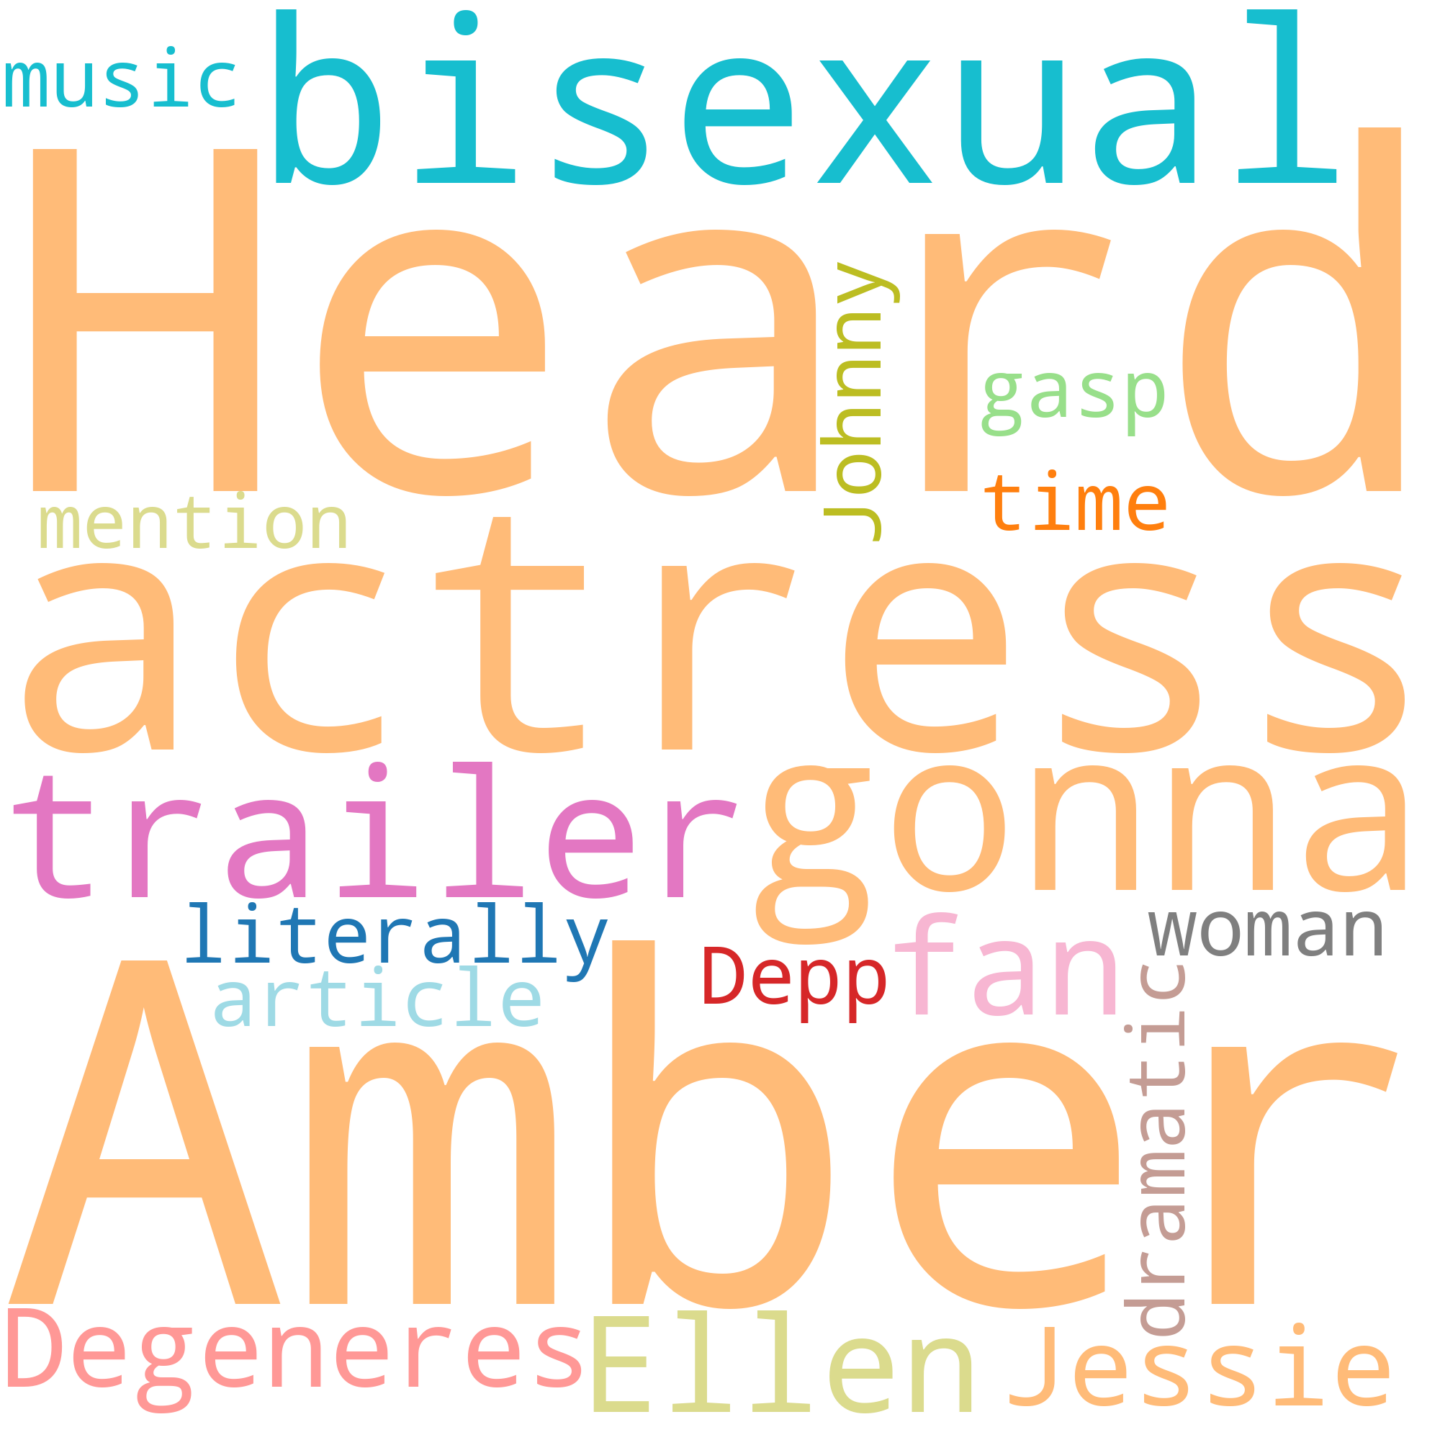 music
bisexual
Heard
Johnny
gasp
time
mention
actress
trailer
gonna
literally
woman
fan
Depp
article
dramatic
Amber
Degeneres
Ellen
Jessie